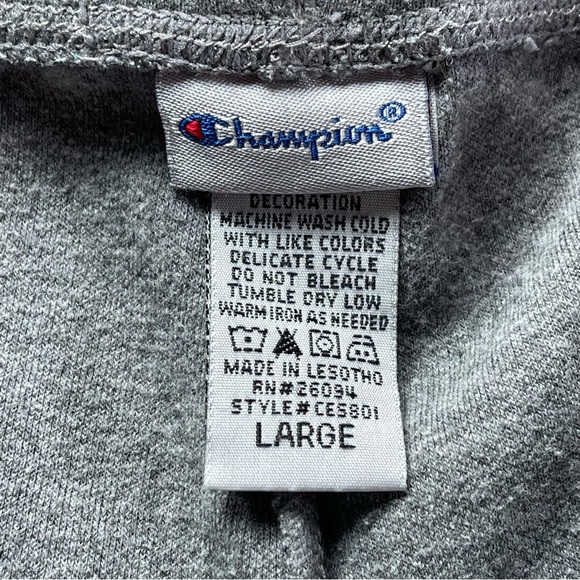 Champion®
DECORATION
MACHINE WASH COLD
WITH LIKE COLORS
DELICATE CYCLE
DO NOT BLEACH
TUMBLE DRY LOW
WARM IRON AS NEEDED
MADE IN LESOTHO
RN#26094
STYLE#CES801
LARGE